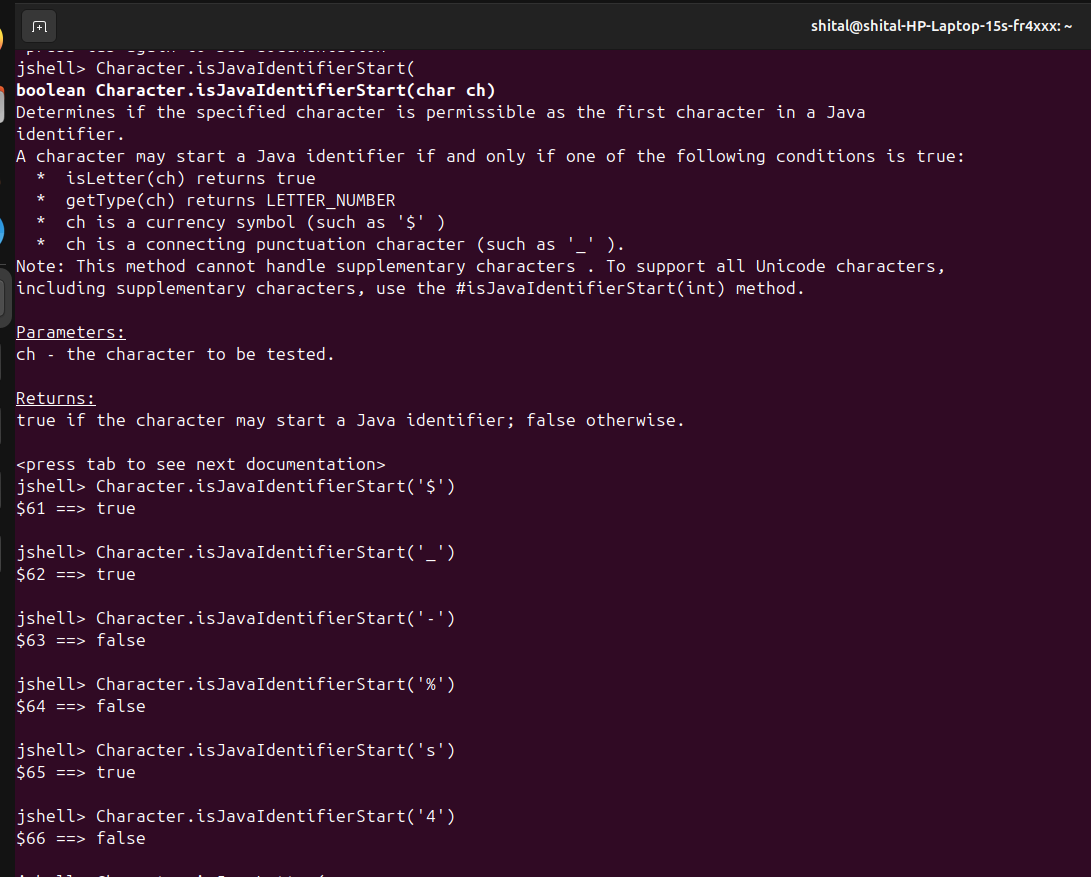 shital@shital-HP-Laptop-15s-fr4xxx: ~
jshell> Character.isJavaIdentifierStart(
boolean Character.isJavaIdentifierStart(char ch)
Determines if the specified character is permissible as the first character in a Java
identifier.
A character may start a Java identifier if and only if one of the following conditions is true:
* isLetter(ch) returns true
* getType(ch) returns LETTER_NUMBER
* ch is a currency symbol (such as '$' )
* ch is a connecting punctuation character (such as '_' ).
Note: This method cannot handle supplementary characters . To support all Unicode characters,
including supplementary characters, use the #isJavaIdentifierStart(int) method.
Parameters:
ch - the character to be tested.
Returns:
true if the character may start a Java identifier; false otherwise.
<press tab to see next documentation>
jshell> Character.isJavaIdentifierStart('$')
$61 ==> true
jshell> Character.isJavaIdentifierStart('_')
$62 ==> true
jshell> Character.isJavaIdentifierStart('-')
$63 ==> false
jshell> Character.isJavaIdentifierStart('%')
$64 ==> false
jshell> Character.isJavaIdentifierStart('s')
$65 ==> true
jshell> Character.isJavaIdentifierStart('4')
$66 ==> false